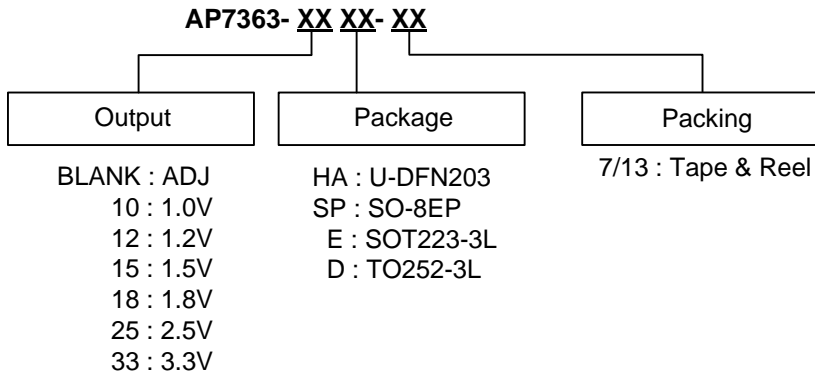 AP7363- XX XX- XX
Output
BLANK : ADJ
10 : 1.0V
12 : 1.2V
15 : 1.5V
18 : 1.8V
25 : 2.5V
33 : 3.3V
Package
HA : U-DFN203
SP : SO-8EP
E : SOT223-3L
D : TO252-3L
Packing
7/13 : Tape & Reel